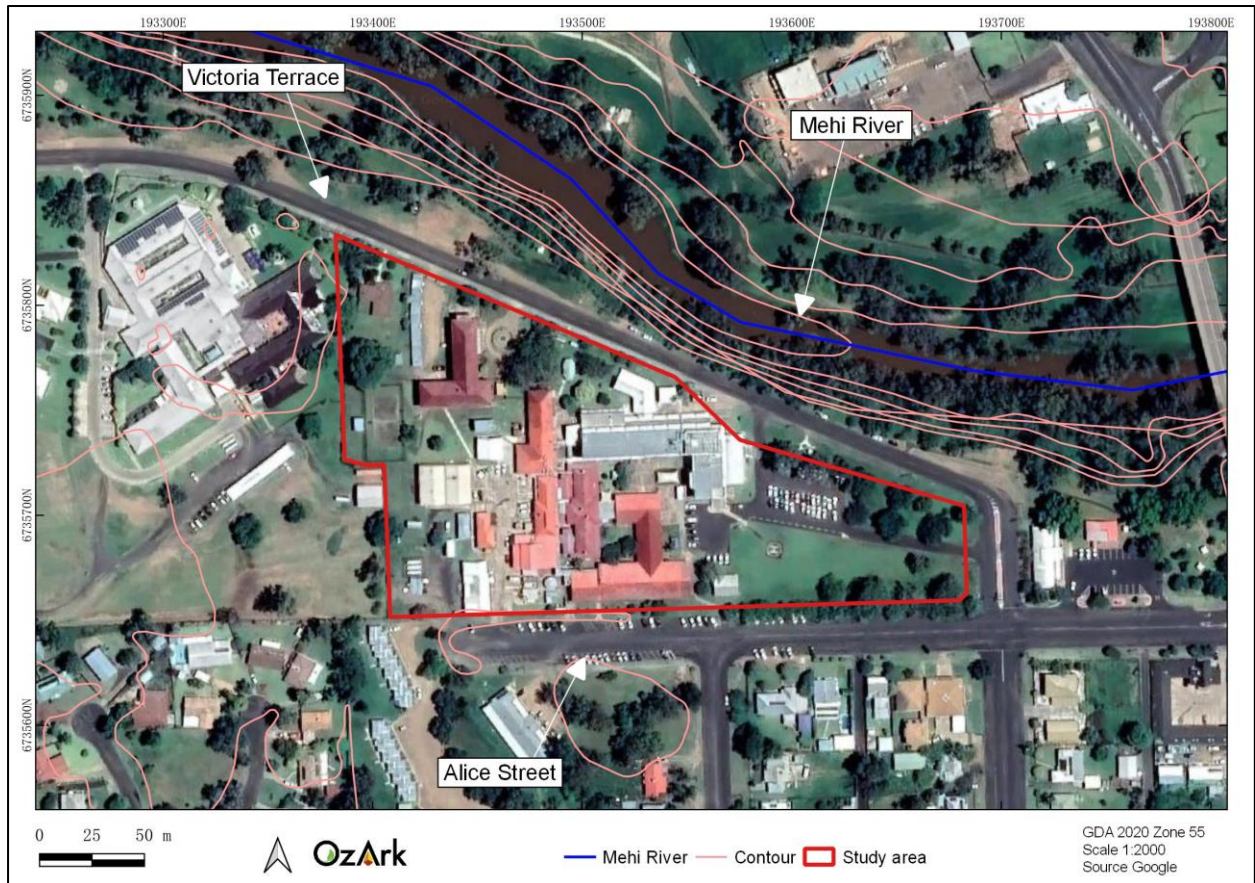 193300E 193400E 193500E 193600E 193700E 193800E
6735900N
6735800N
6735700N
6735600N
Victoria Terrace
Mehi River
Alice Street
0 25 50 m
OzArk
Mehi River Contour Study area
GDA 2020 Zone 55
Scale 1:2000
Source Google